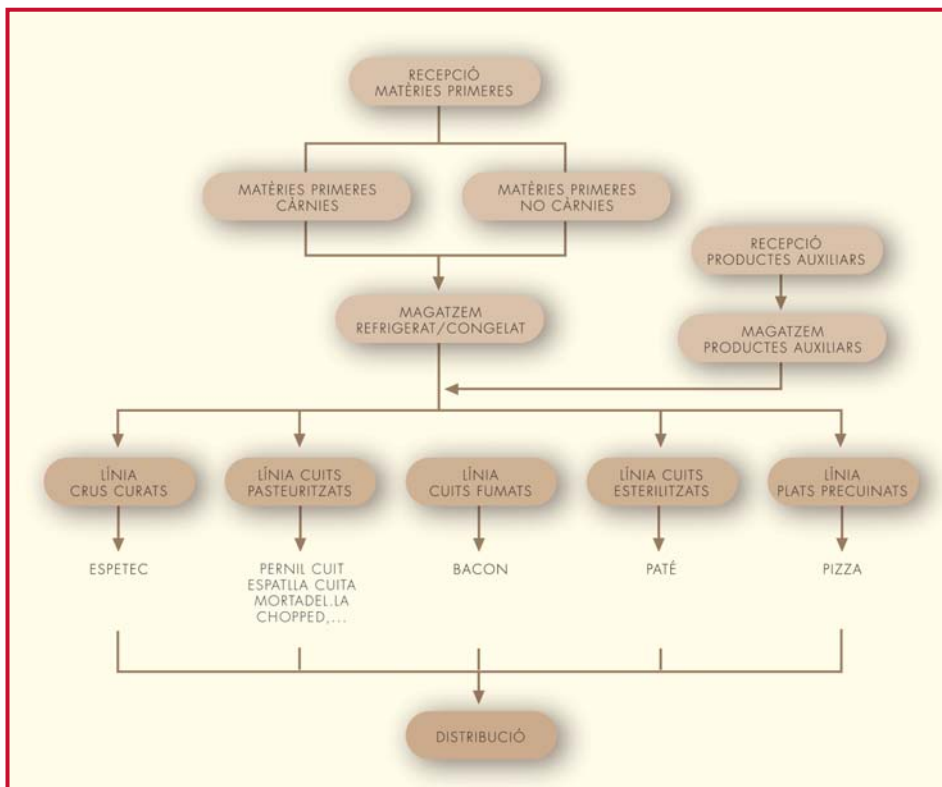 RECEPCIÓ
MATÈRIES PRIMERES
MATÈRIES PRIMERES
CÀRNIES
MATÈRIES PRIMERES
NO CÀRNIES
RECEPCIÓ
PRODUCTES AUXILIARS
MAGATZEM
REFRIGERAT/CONGELAT
MAGATZEM
PRODUCTES AUXILIARS
LÍNIA
CRUS CURATS
LÍNIA CUITS
PASTEURITZATS
LÍNIA
CUITS FUMATS
LÍNIA CUITS
ESTERILITZATS
LÍNIA
PLATS PRECUINATS
ESPETEC
PERNIL CUIT
ESPATLLA CUITA
MORTADEL.LA
CHOPPED,...
BACON
PATÉ
PIZZA
DISTRIBUCIÓ